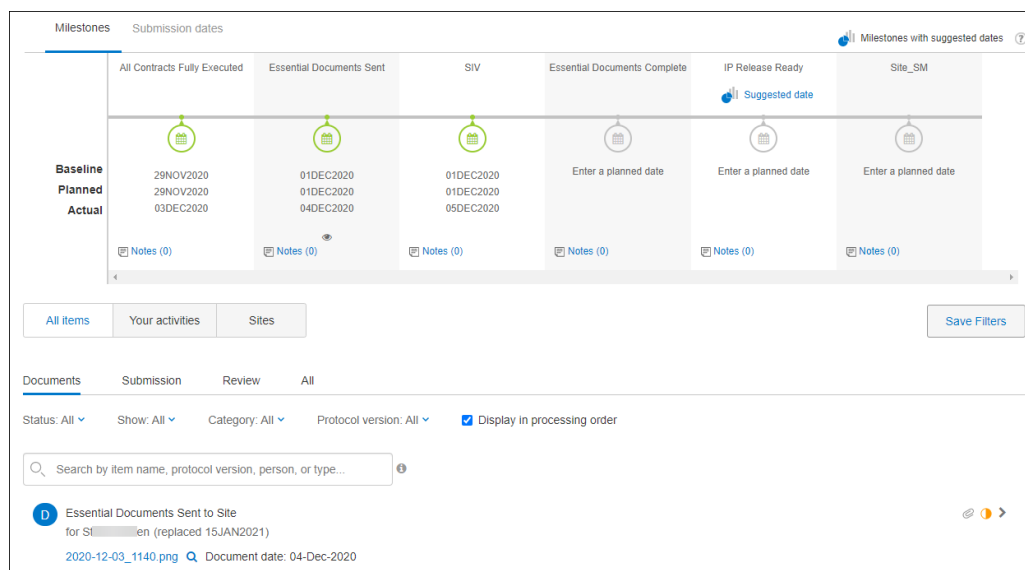 Milestones Submission dates
Milestones with suggested dates ?
All Contracts Fully Executed Essential Documents Sent SIV Essential Documents Complete IP Release Ready Site_SM
Suggested date
Baseline 29NOV2020 01DEC2020 01DEC2020 Enter a planned date Enter a planned date Enter a planned date
Planned 29NOV2020 01DEC2020 01DEC2020
Actual 03DEC2020 04DEC2020 05DEC2020
Notes (0) Notes (0) Notes (0) Notes (0) Notes (0) Notes (0)
All items Your activities Sites Save Filters
Documents Submission Review All
Status: All Show: All Category: All Protocol version: All Display in processing order
Search by item name, protocol version, person, or type...
D Essential Documents Sent to Site
for St en (replaced 15JAN2021)
2020-12-03_1140.png Document date: 04-Dec-2020